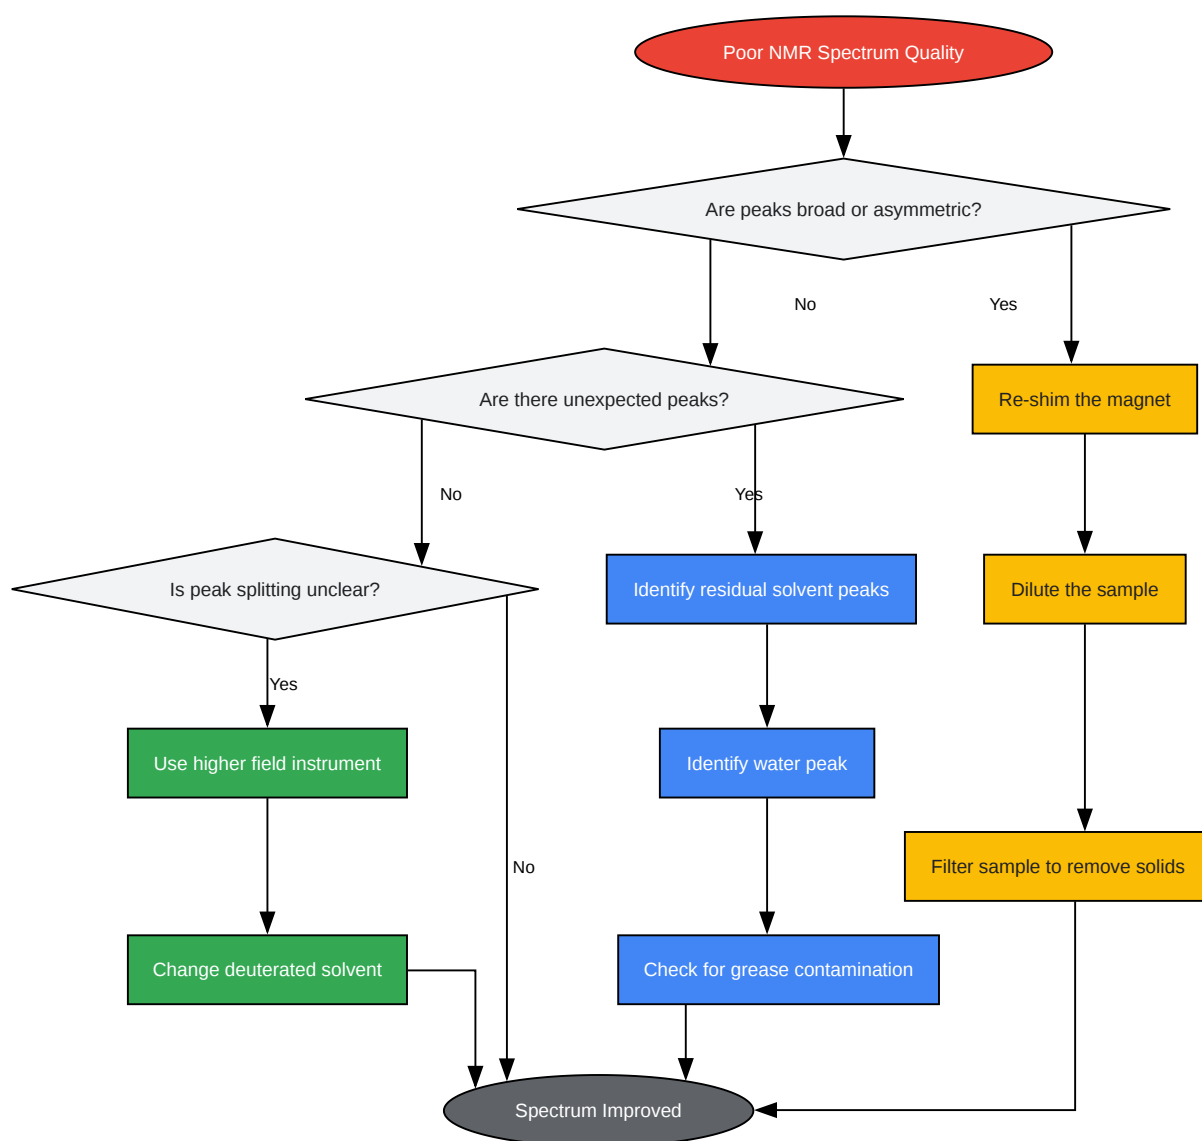 Poor NMR Spectrum Quality
Are peaks broad or asymmetric?
No
Yes
Are there unexpected peaks?
Re-shim the magnet
No
Yes
Is peak splitting unclear?
Identify residual solvent peaks
Dilute the sample
Yes
Use higher field instrument
Identify water peak
No
Filter sample to remove solids
Change deuterated solvent
Check for grease contamination
Spectrum Improved